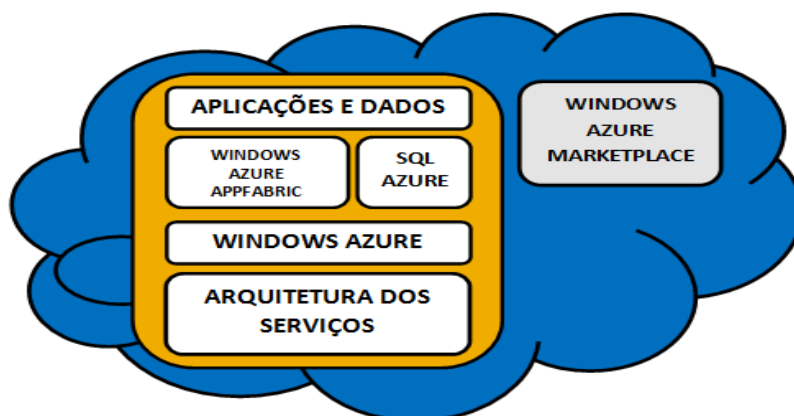 APLICAÇÕES E DADOS
WINDOWS
AZURE
APPFABRIC
SQL
AZURE
WINDOWS AZURE
ARQUITETURA DOS
SERVIÇOS
WINDOWS
AZURE
MARKETPLACE